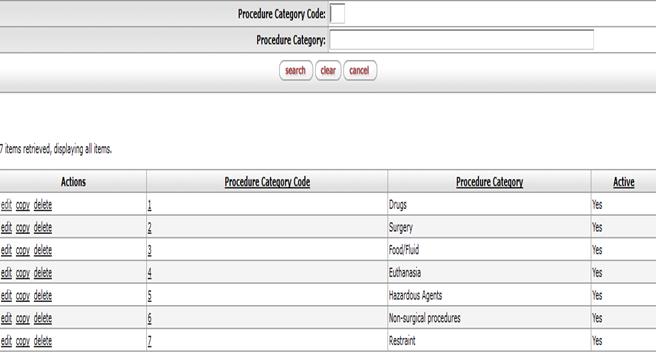 Procedure Category Code:
Procedure Category:
search clear cancel
7 items retrieved, displaying all items.
Actions Procedure Category Code Procedure Category Active
edit copy delete 1 Drugs Yes
edit copy delete 2 Surgery Yes
edit copy delete 3 Food/Fluid Yes
edit copy delete 4 Euthanasia Yes
edit copy delete 5 Hazardous Agents Yes
edit copy delete 6 Non-surgical procedures Yes
edit copy delete 7 Restraint Yes